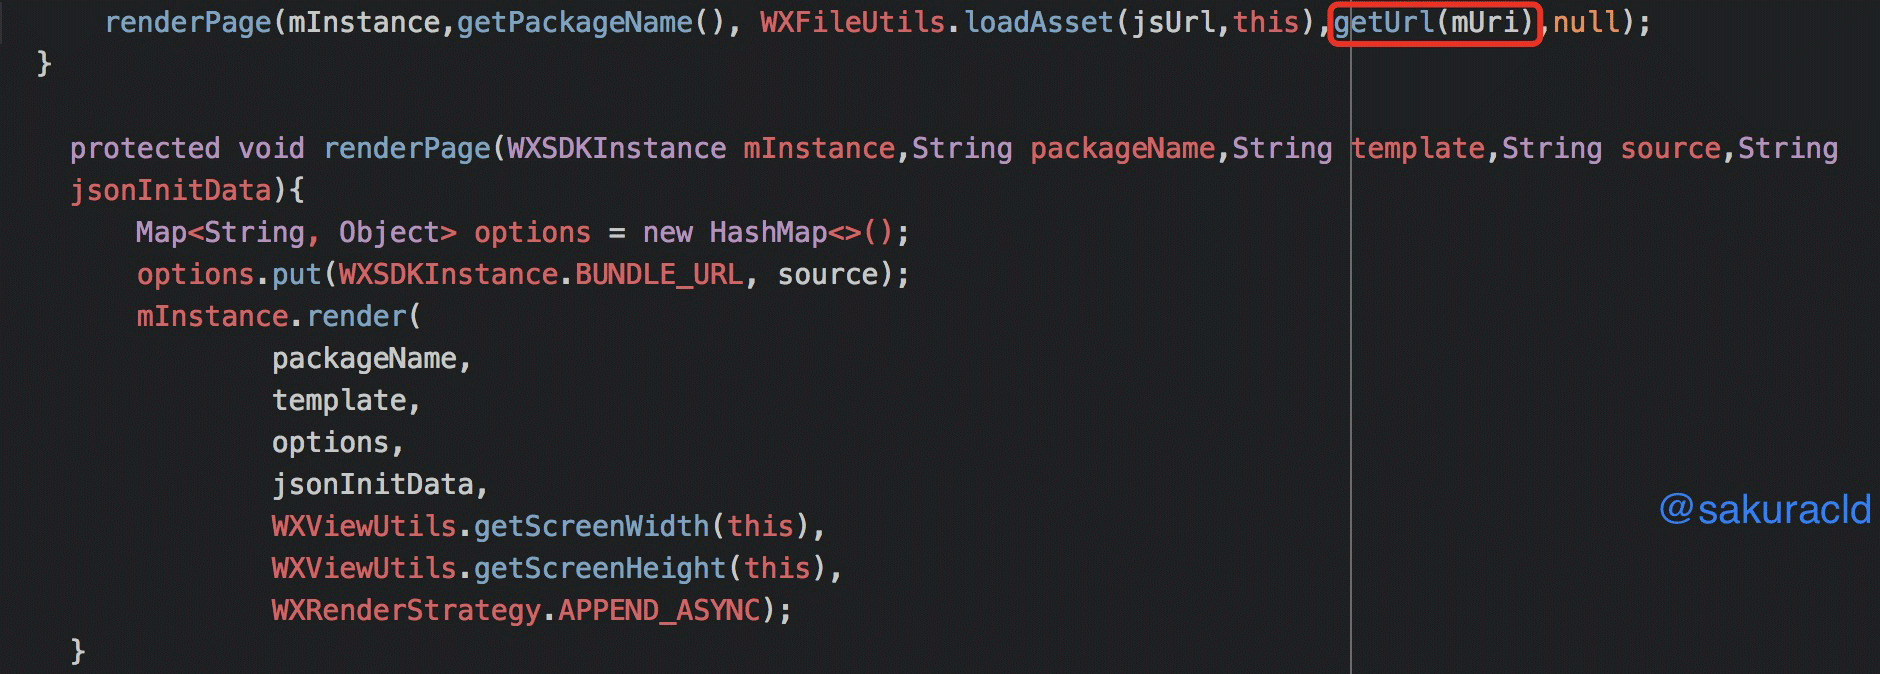 renderPage(mInstance,getPackageName(), WXFileUtils.loadAsset(jsUrl,this),getUrl(mUri),null);
}
protected void renderPage(WXSDKInstance mInstance,String packageName,String template,String source,String
jsonInitData){
Map<String, Object> options = new HashMap<>();
options.put(WXSDKInstance.BUNDLE_URL, source);
mInstance.render(
packageName,
template,
options,
jsonInitData,
@sakuracld
WXViewUtils.getScreenWidth(this),
WXViewUtils.getScreenHeight(this),
WXRenderStrategy.APPEND_ASYNC);
}